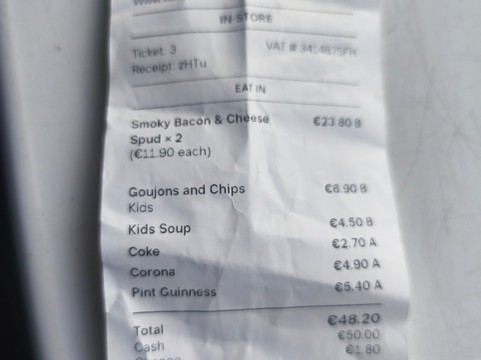 IN-STORE
Ticket: 3
VAT # 3414875FH
Receipt: zHTu
EAT IN
Smoky Bacon & Cheese €23.80 B
Spud × 2
(€11.90 each)
Goujons and Chips €6.90 B
Kids
Kids Soup €4.50 B
Coke €2.70 A
Corona €4.90 A
Pint Guinness €5.40 A
Total €48.20
Cash €50.00
€1.80